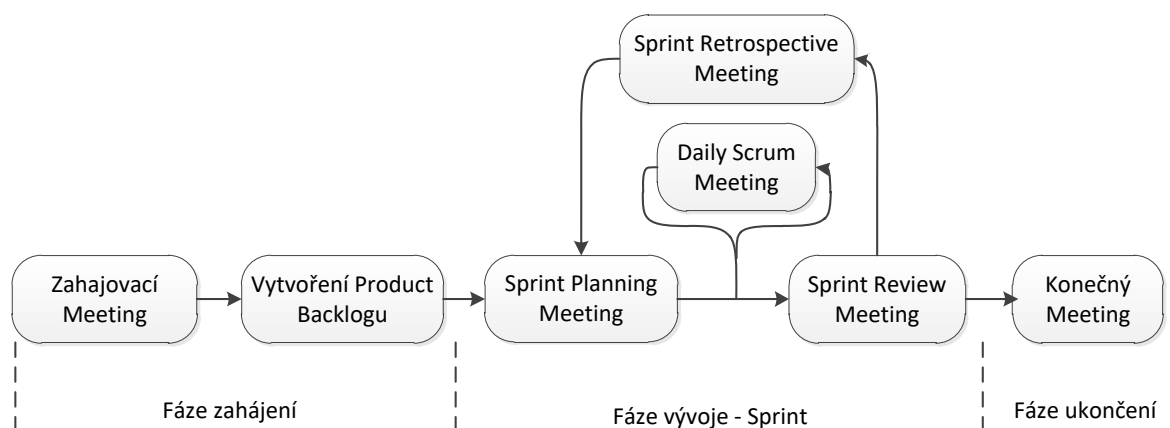 Sprint Retrospective
Meeting
Daily Scrum
Meeting
Zahajovací
Meeting
Vytvoření Product
Backlogu
Sprint Planning
Meeting
Sprint Review
Meeting
Konečný
Meeting
Fáze zahájení
Fáze vývoje - Sprint
Fáze ukončení